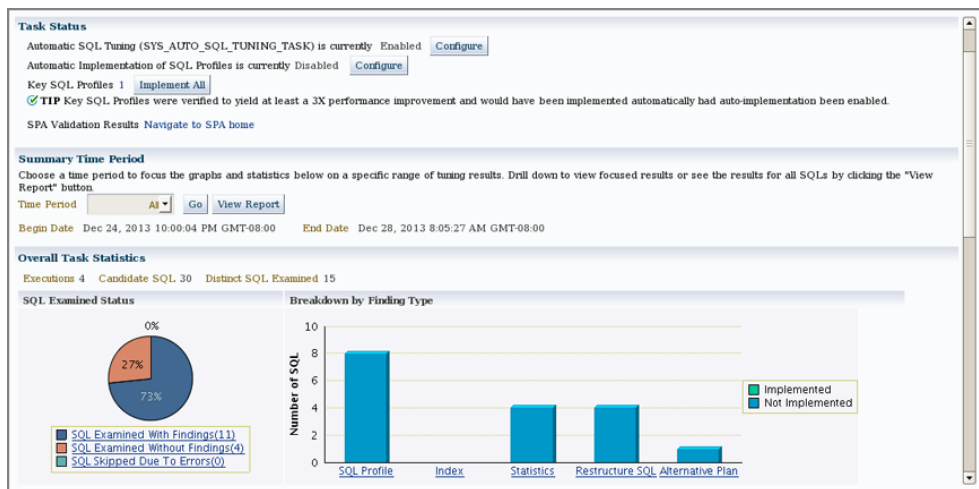 Task Status
Automatic SQL Tuning (SYS_AUTO_SQL_TUNING_TASK) is currently Enabled Configure
Automatic Implementation of SQL Profiles is currently Disabled Configure
Key SQL Profiles 1 Implement All
TIP Key SQL Profiles were verified to yield at least a 3X performance improvement and would have been implemented automatically had auto-implementation been enabled.
SPA Validation Results Navigate to SPA home
Summary Time Period
Choose a time period to focus the graphs and statistics below on a specific range of tuning results. Drill down to view focused results or see the results for all SQLs by clicking the "View
Report" button.
Time Period All Go View Report
Begin Date Dec 24, 2013 10:00:04 PM GMT-08:00 End Date Dec 28, 2013 8:05:27 AM GMT-08:00
Overall Task Statistics
Executions 4 Candidate SQL 30 Distinct SQL Examined 15
SQL Examined Status
0%
27%
73%
SQL Examined With Findings(11)
SQL Examined Without Findings(4)
SQL Skipped Due To Errors(0)
Breakdown by Finding Type
Number of SQL
10
8
6
4
2
0
SQL Profile Index Statistics Restructure SQL Alternative Plan
Implemented
Not Implemented